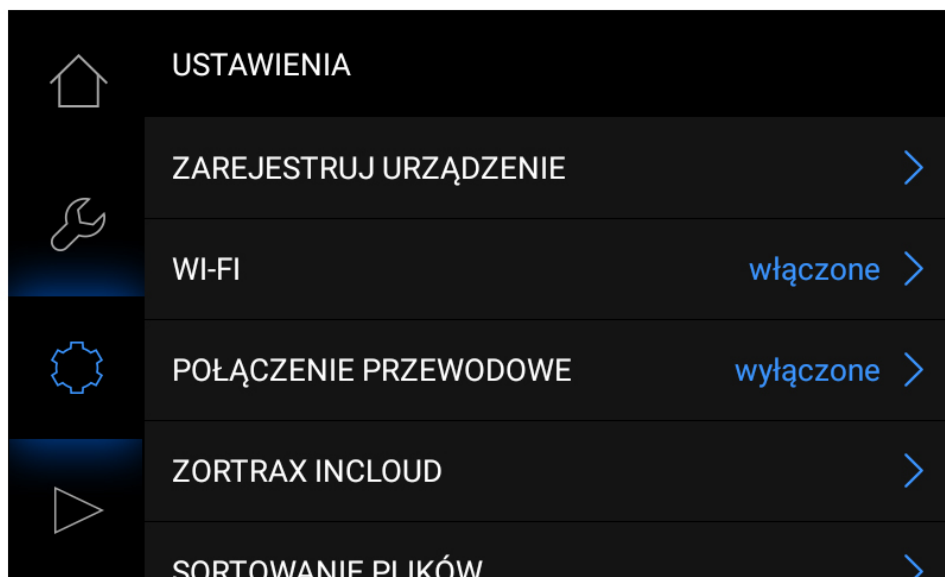 USTAWIENIA
ZAREJESTRUJ URZĄDZENIE
WI-FI włączone
POŁĄCZENIE PRZEWODOWE wyłączone
ZORTRAX INCLOUD
SORTOWANIE PLIKÓW